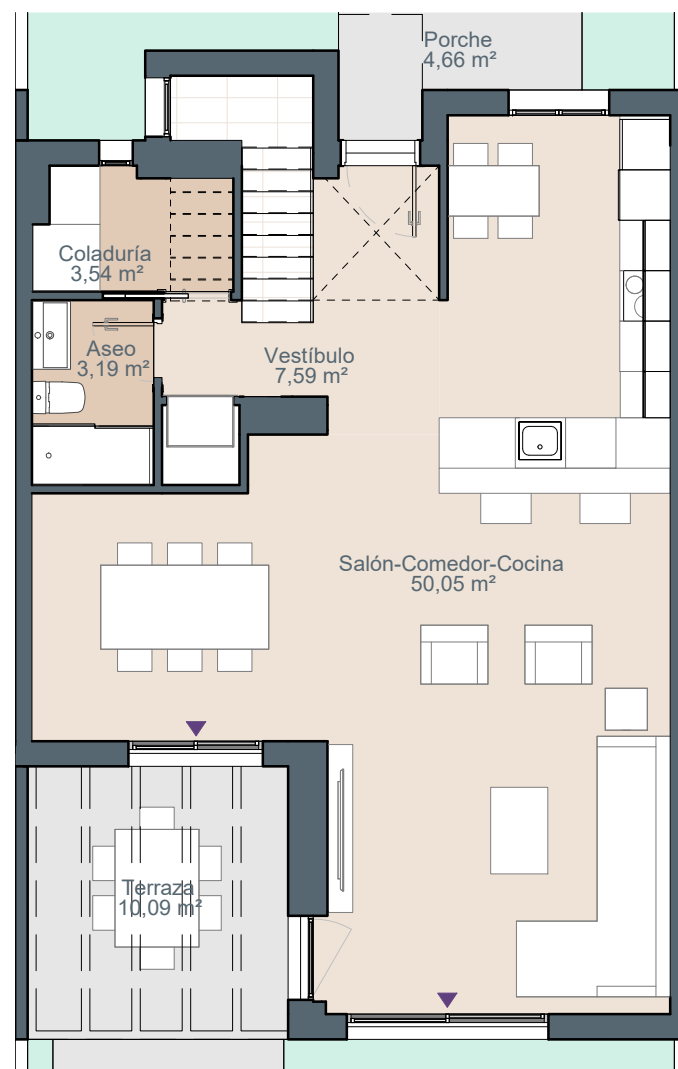 Porche
4,66 m²
Coladuría
3,54 m²
Aseo
3,19 m²
Vestíbulo
7,59 m²
Salón-Comedor-Cocina
50,05 m²
Terraza
10,09 m²